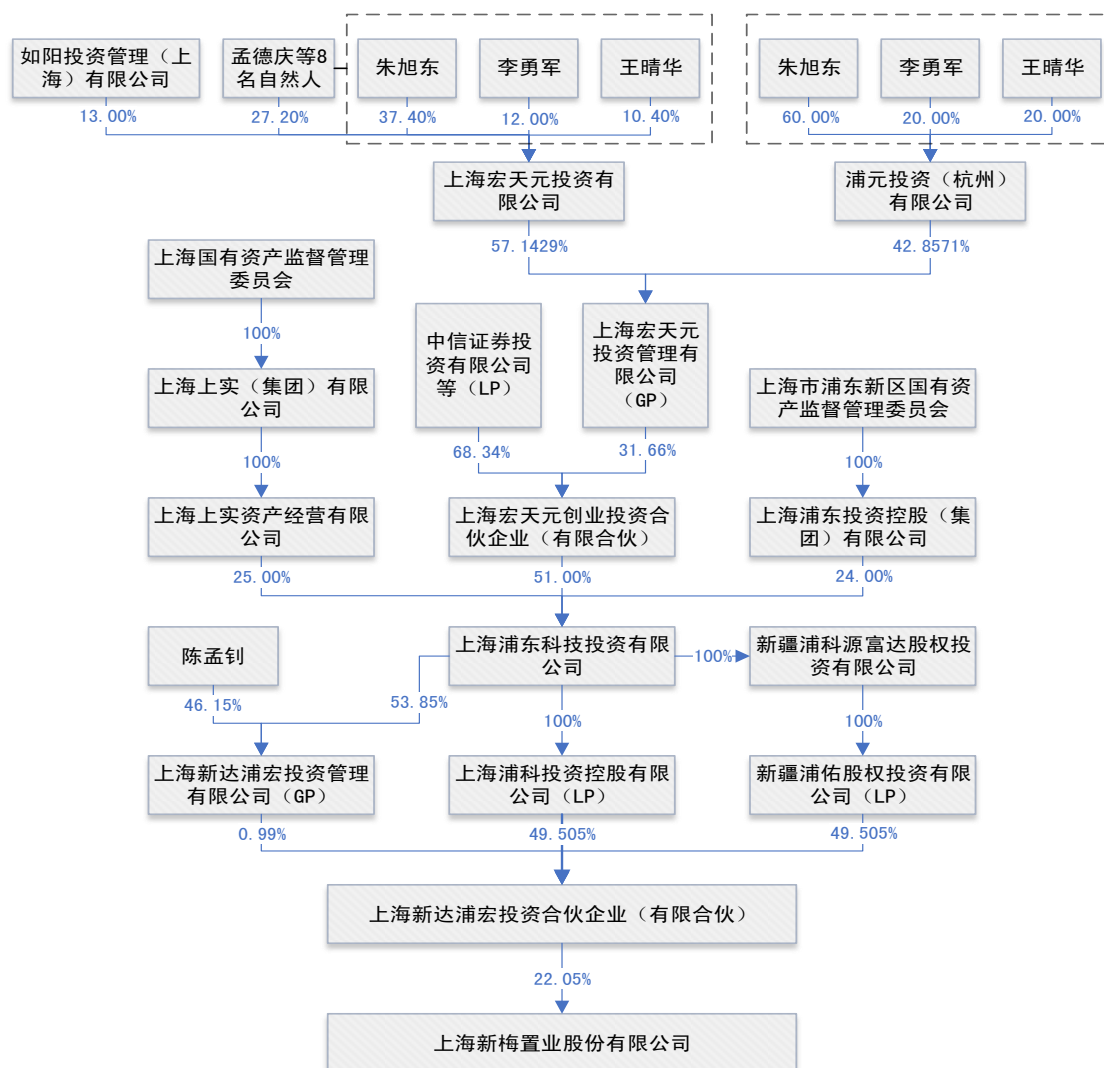 如阳投资管理（上
海）有限公司
孟德庆等8
名自然人
朱旭东
李勇军
王晴华
朱旭东
李勇军
王晴华
13.00%
27.20%
37.40%
12.00%
10.40%
60.00%
20.00%
20.00%
上海宏天元投资有
限公司
浦元投资（杭州）
有限公司
57.1429%
42.8571%
上海国有资产监督管理
委员会
100%
中信证券投
资有限公司
等（LP）
上海宏天元
投资管理有
限公司
（GP）
上海上实（集团）有限
公司
上海市浦东新区国有资
产监督管理委员会
68.34%
31.66%
100%
100%
上海上实资产经营有限
公司
上海宏天元创业投资合
伙企业（有限合伙）
上海浦东投资控股（集
团）有限公司
25.00%
51.00%
24.00%
陈孟钊
上海浦东科技投资有限
公司
100%
新疆浦科源富达股权投
资有限公司
46.15%
53.85%
100%
100%
上海新达浦宏投资管理
有限公司（GP）
上海浦科投资控股有限
公司（LP）
新疆浦佑股权投资有限
公司（LP）
0.99%
49.505%
49.505%
上海新达浦宏投资合伙企业（有限合伙）
22.05%
上海新梅置业股份有限公司